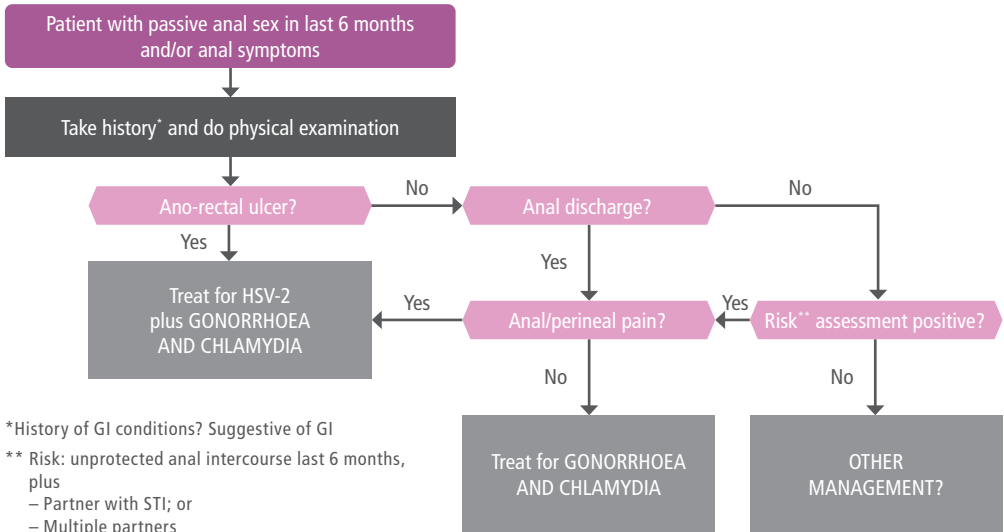 Patient with passive anal sex in last 6 months
and/or anal symptoms
Take history* and do physical examination
Ano-rectal ulcer?
No
Anal discharge?
No
Yes
Yes
Treat for HSV-2
plus GONORRHOEA
AND CHLAMYDIA
Yes
Anal/perineal pain?
Yes
Risk** assessment positive?
No
No
Treat for GONORRHOEA
AND CHLAMYDIA
OTHER
MANAGEMENT?
*History of GI conditions? Suggestive of GI
** Risk: unprotected anal intercourse last 6 months,
plus
– Partner with STI; or
– Multiple partners